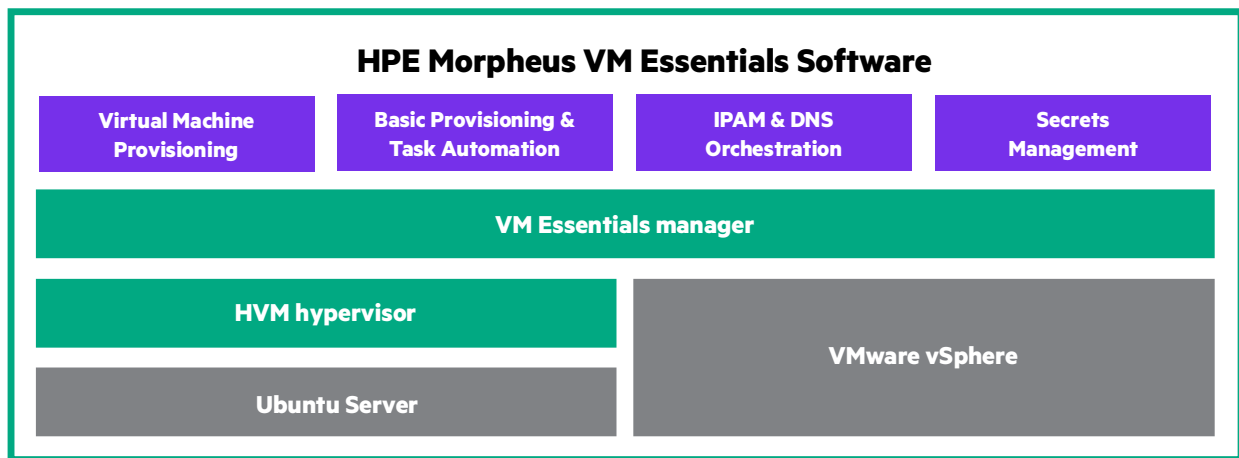 HPE Morpheus VM Essentials Software
Virtual Machine
Provisioning
Basic Provisioning &
Task Automation
IPAM & DNS
Orchestration
Secrets
Management
VM Essentials manager
HVM hypervisor
VMware vSphere
Ubuntu Server